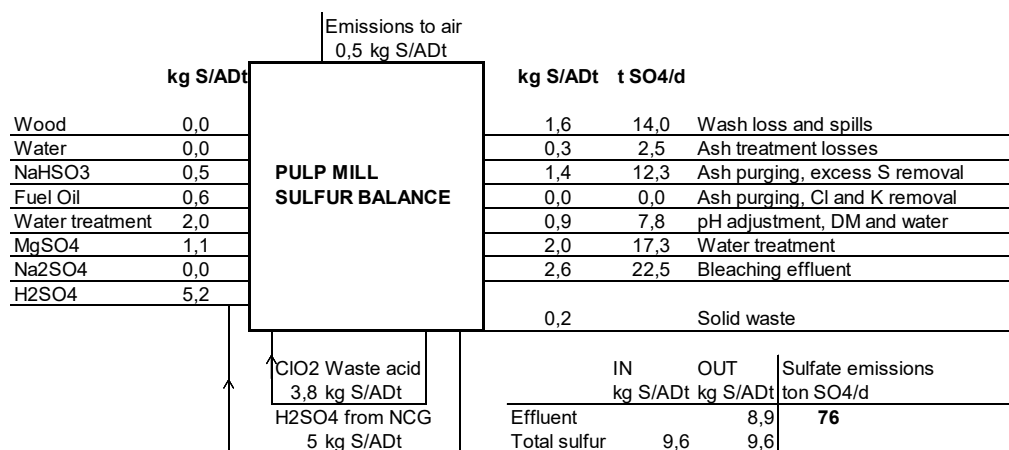 Emissions to air
0,5 kg S/ADt
kg S/ADt kg S/ADt t SO4/d
Wood 0,0 1,6 14,0 Wash loss and spills
Water 0,0 0,3 2,5 Ash treatment losses
NaHSO3 0,5 PULP MILL 1,4 12,3 Ash purging, excess S removal
Fuel Oil 0,6 SULFUR BALANCE 0,0 0,0 Ash purging, Cl and K removal
Water treatment 2,0 0,9 7,8 pH adjustment, DM and water
MgSO4 1,1 2,0 17,3 Water treatment
Na2SO4 0,0 2,6 22,5 Bleaching effluent
H2SO4 5,2
0,2 Solid waste
ClO2 Waste acid IN OUT Sulfate emissions
3,8 kg S/ADt kg S/ADt kg S/ADt ton SO4/d
H2SO4 from NCG Effluent 8,9 76
5 kg S/ADt Total sulfur 9,6 9,6